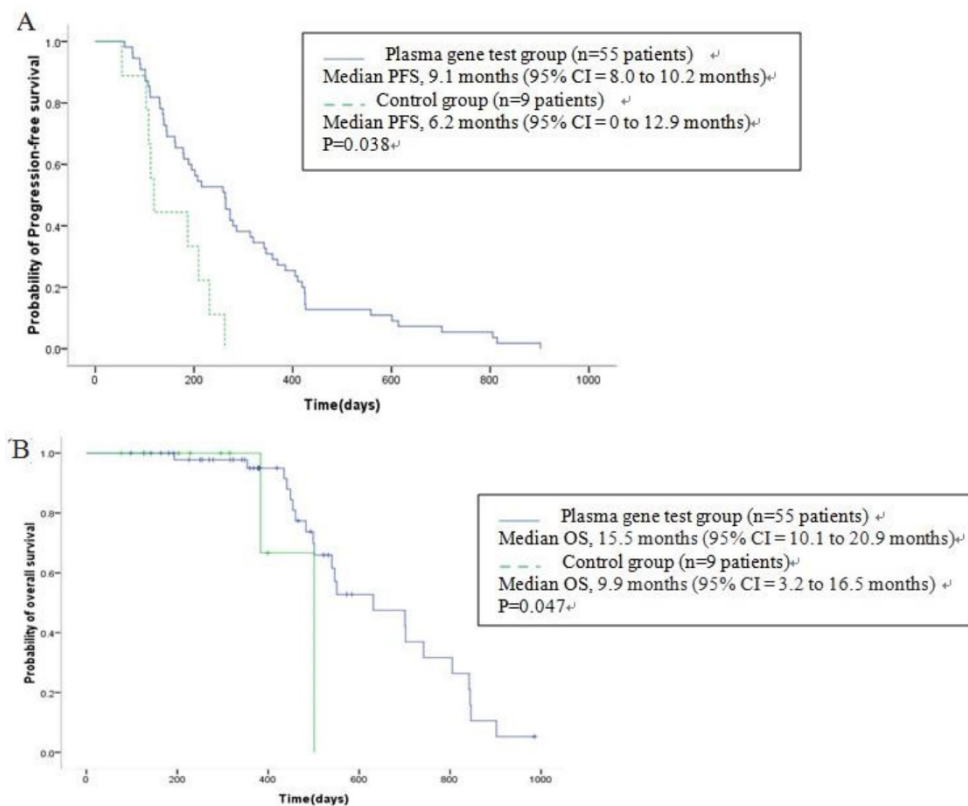 A
Plasma gene test group (n=55 patients) ↵
Median PFS, 9.1 months (95% CI = 8.0 to 10.2 months)↵
Control group (n=9 patients) ↵
Median PFS, 6.2 months (95% CI = 0 to 12.9 months)↵
P=0.038↵
Probability of Progression-free survival
1.0
0.8
0.6
0.4
0.2
0.0
0 200 400 600 800 1000
Time(days)
B
Plasma gene test group (n=55 patients) ↵
Median OS, 15.5 months (95% CI = 10.1 to 20.9 months)↵
Control group (n=9 patients)↵
Median OS, 9.9 months (95% CI = 3.2 to 16.5 months) ↵
P=0.047↵
Probability of overall survival
1.0
0.8
0.6
0.4
0.2
0.0
0 200 400 600 800 1000
Time(days)